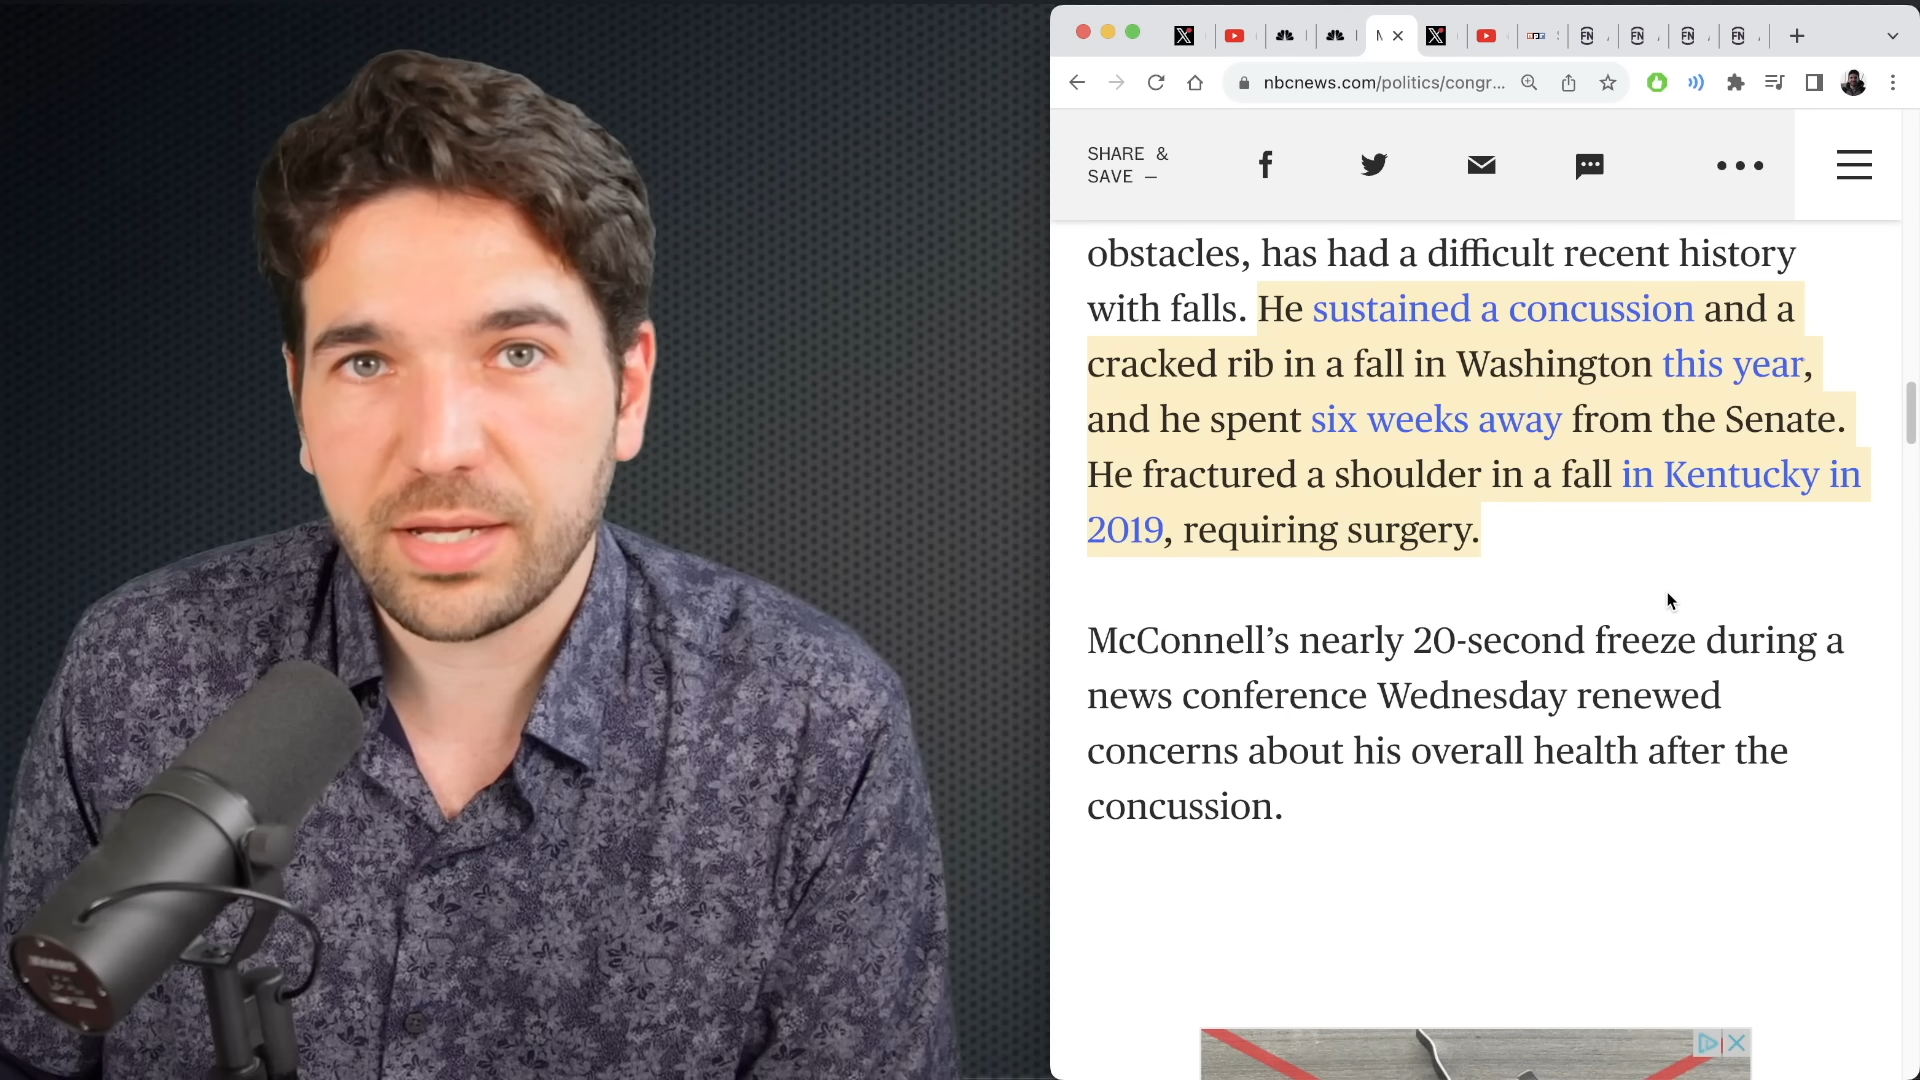 nbcnews.com/politics/congr...
SHARE &
SAVE —
obstacles, has had a difficult recent history
with falls. He sustained a concussion and a
cracked rib in a fall in Washington this year,
and he spent six weeks away from the Senate.
He fractured a shoulder in a fall in Kentucky in
2019, requiring surgery.
McConnell’s nearly 20-second freeze during a
news conference Wednesday renewed
concerns about his overall health after the
concussion.